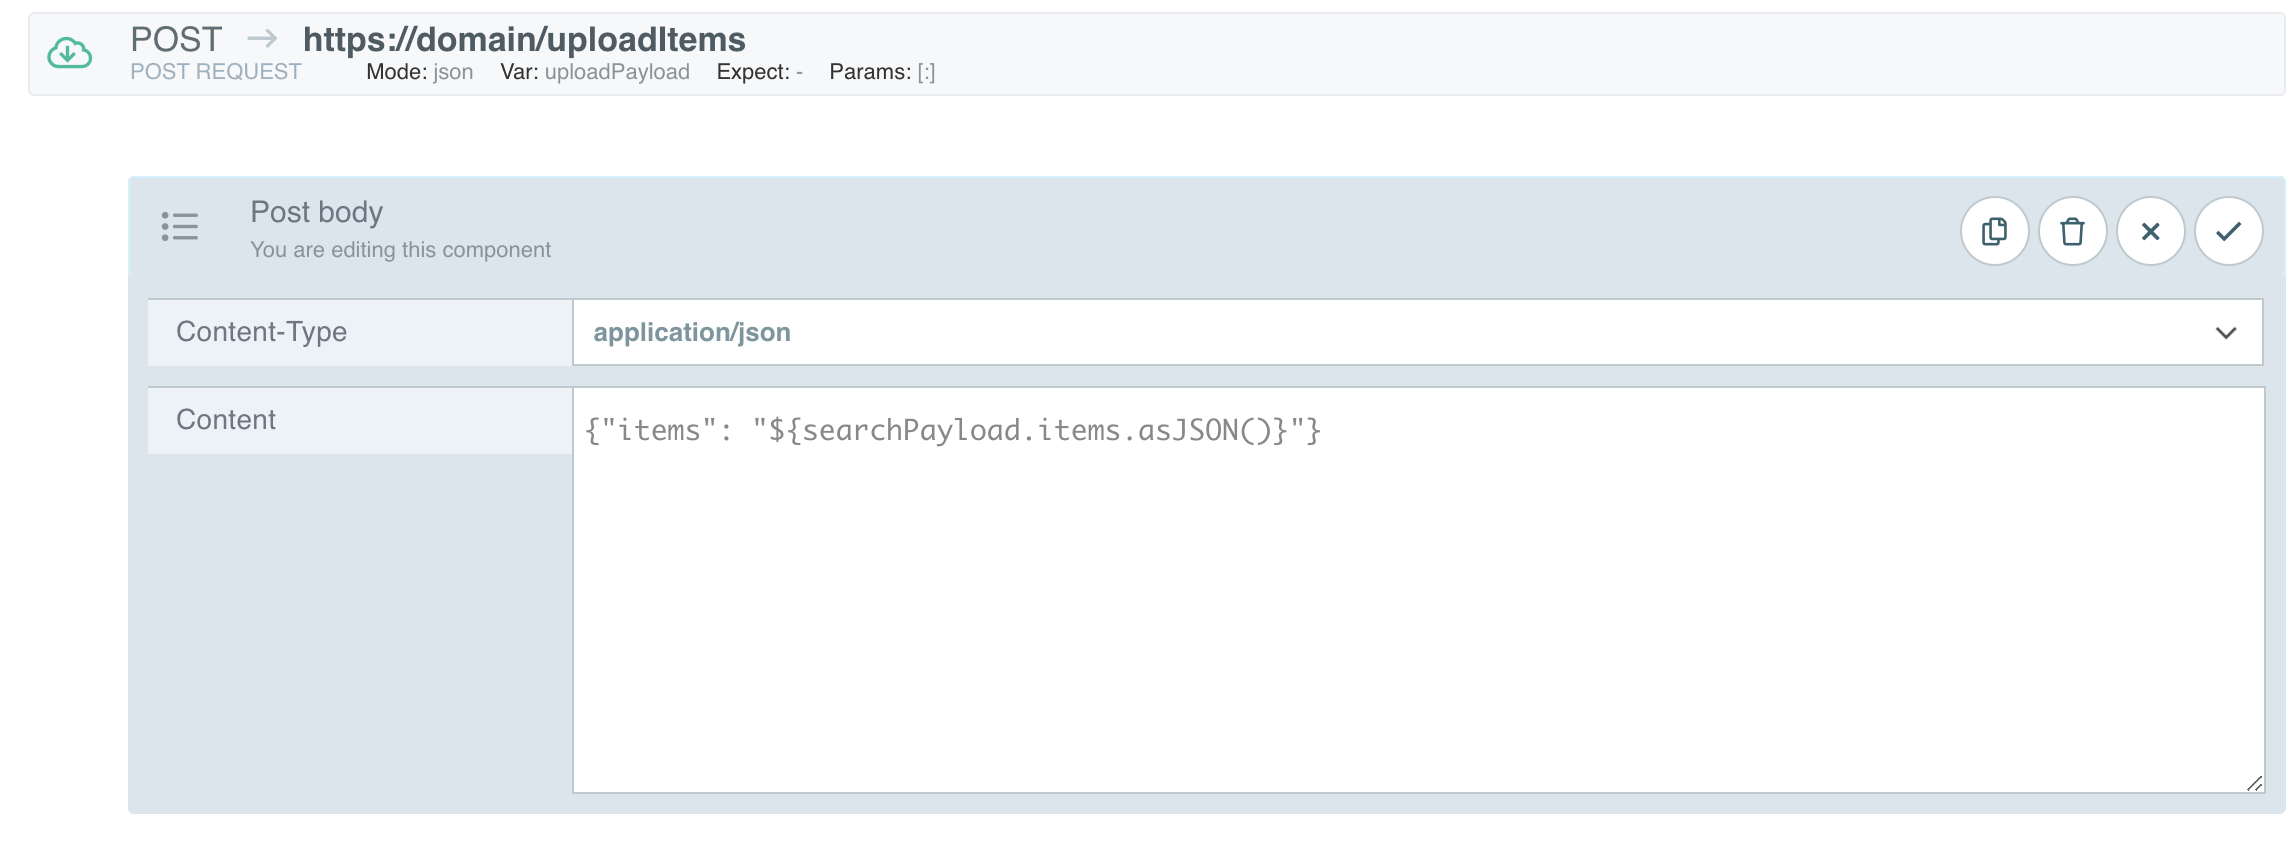 POST → https://domain/uploadItems
POST REQUEST Mode: json Var: uploadPayload Expect: - Params: [:]
Post body
You are editing this component
Content-Type application/json
Content {"items": "${searchPayload.items.asJSON()}"}